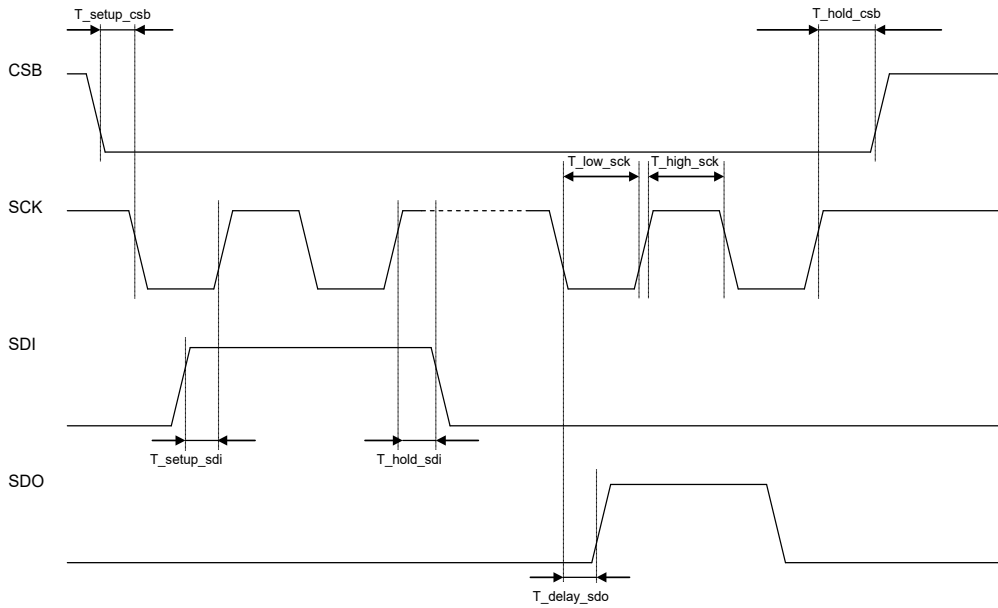 T_setup_csb
T_hold_csb
CSB
T_low_sck
T_high_sck
SCK
SDI
T_setup_sdi
T_hold_sdi
SDO
T_delay_sdo